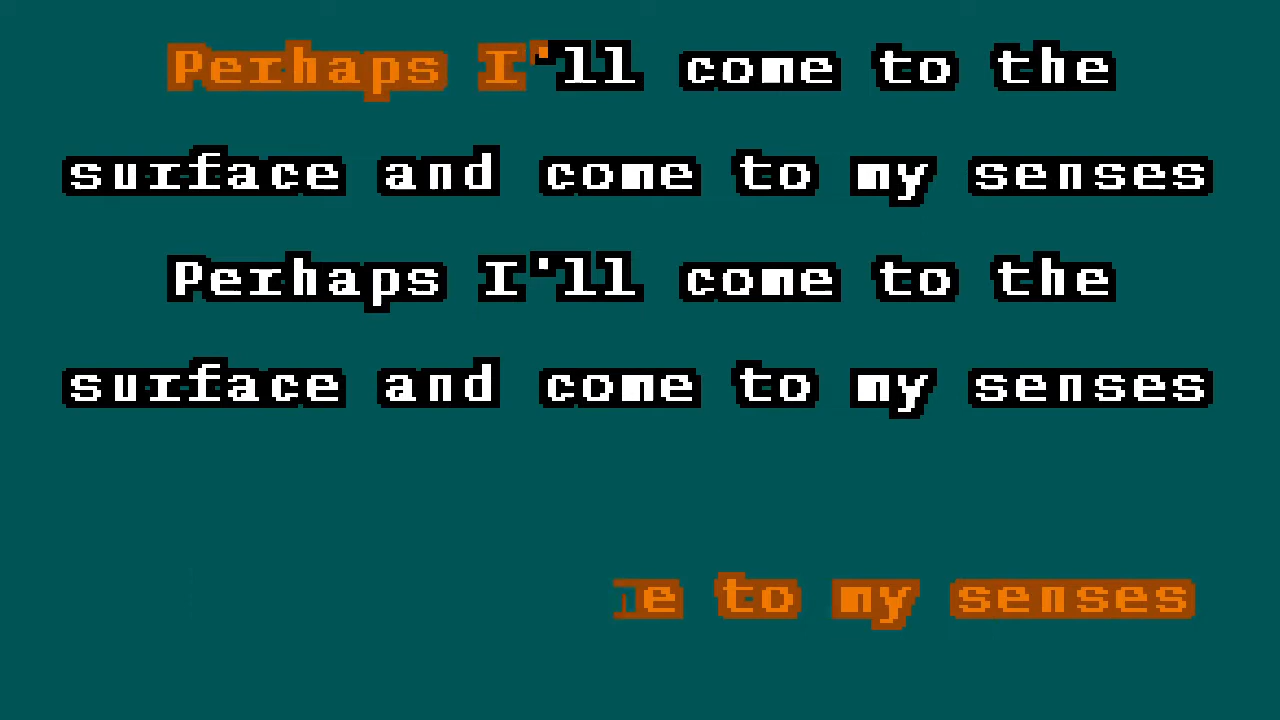 Perhaps I'll come to the
surface and come to my senses
Perhaps I'll come to the
surface and come to my senses
e to my senses